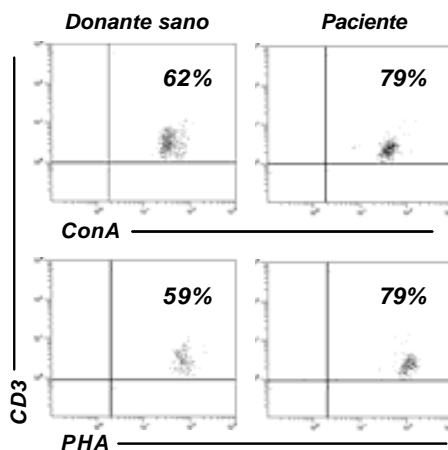 Donante sano Paciente
62% 79%
ConA
59% 79%
CD3
PHA